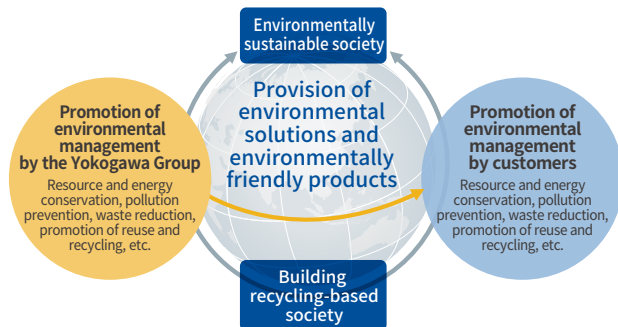 Environmentally
sustainable society
Promotion of
environmental
management
by the Yokogawa Group
Resource and energy
conservation, pollution
prevention, waste reduction,
promotion of reuse and
recycling, etc.
Provision of
environmental
solutions and
environmentally
friendly products
Promotion of
environmental
management
by customers
Resource and energy
conservation, pollution
prevention, waste reduction,
promotion of reuse and
recycling, etc.
Building
recycling-based
society